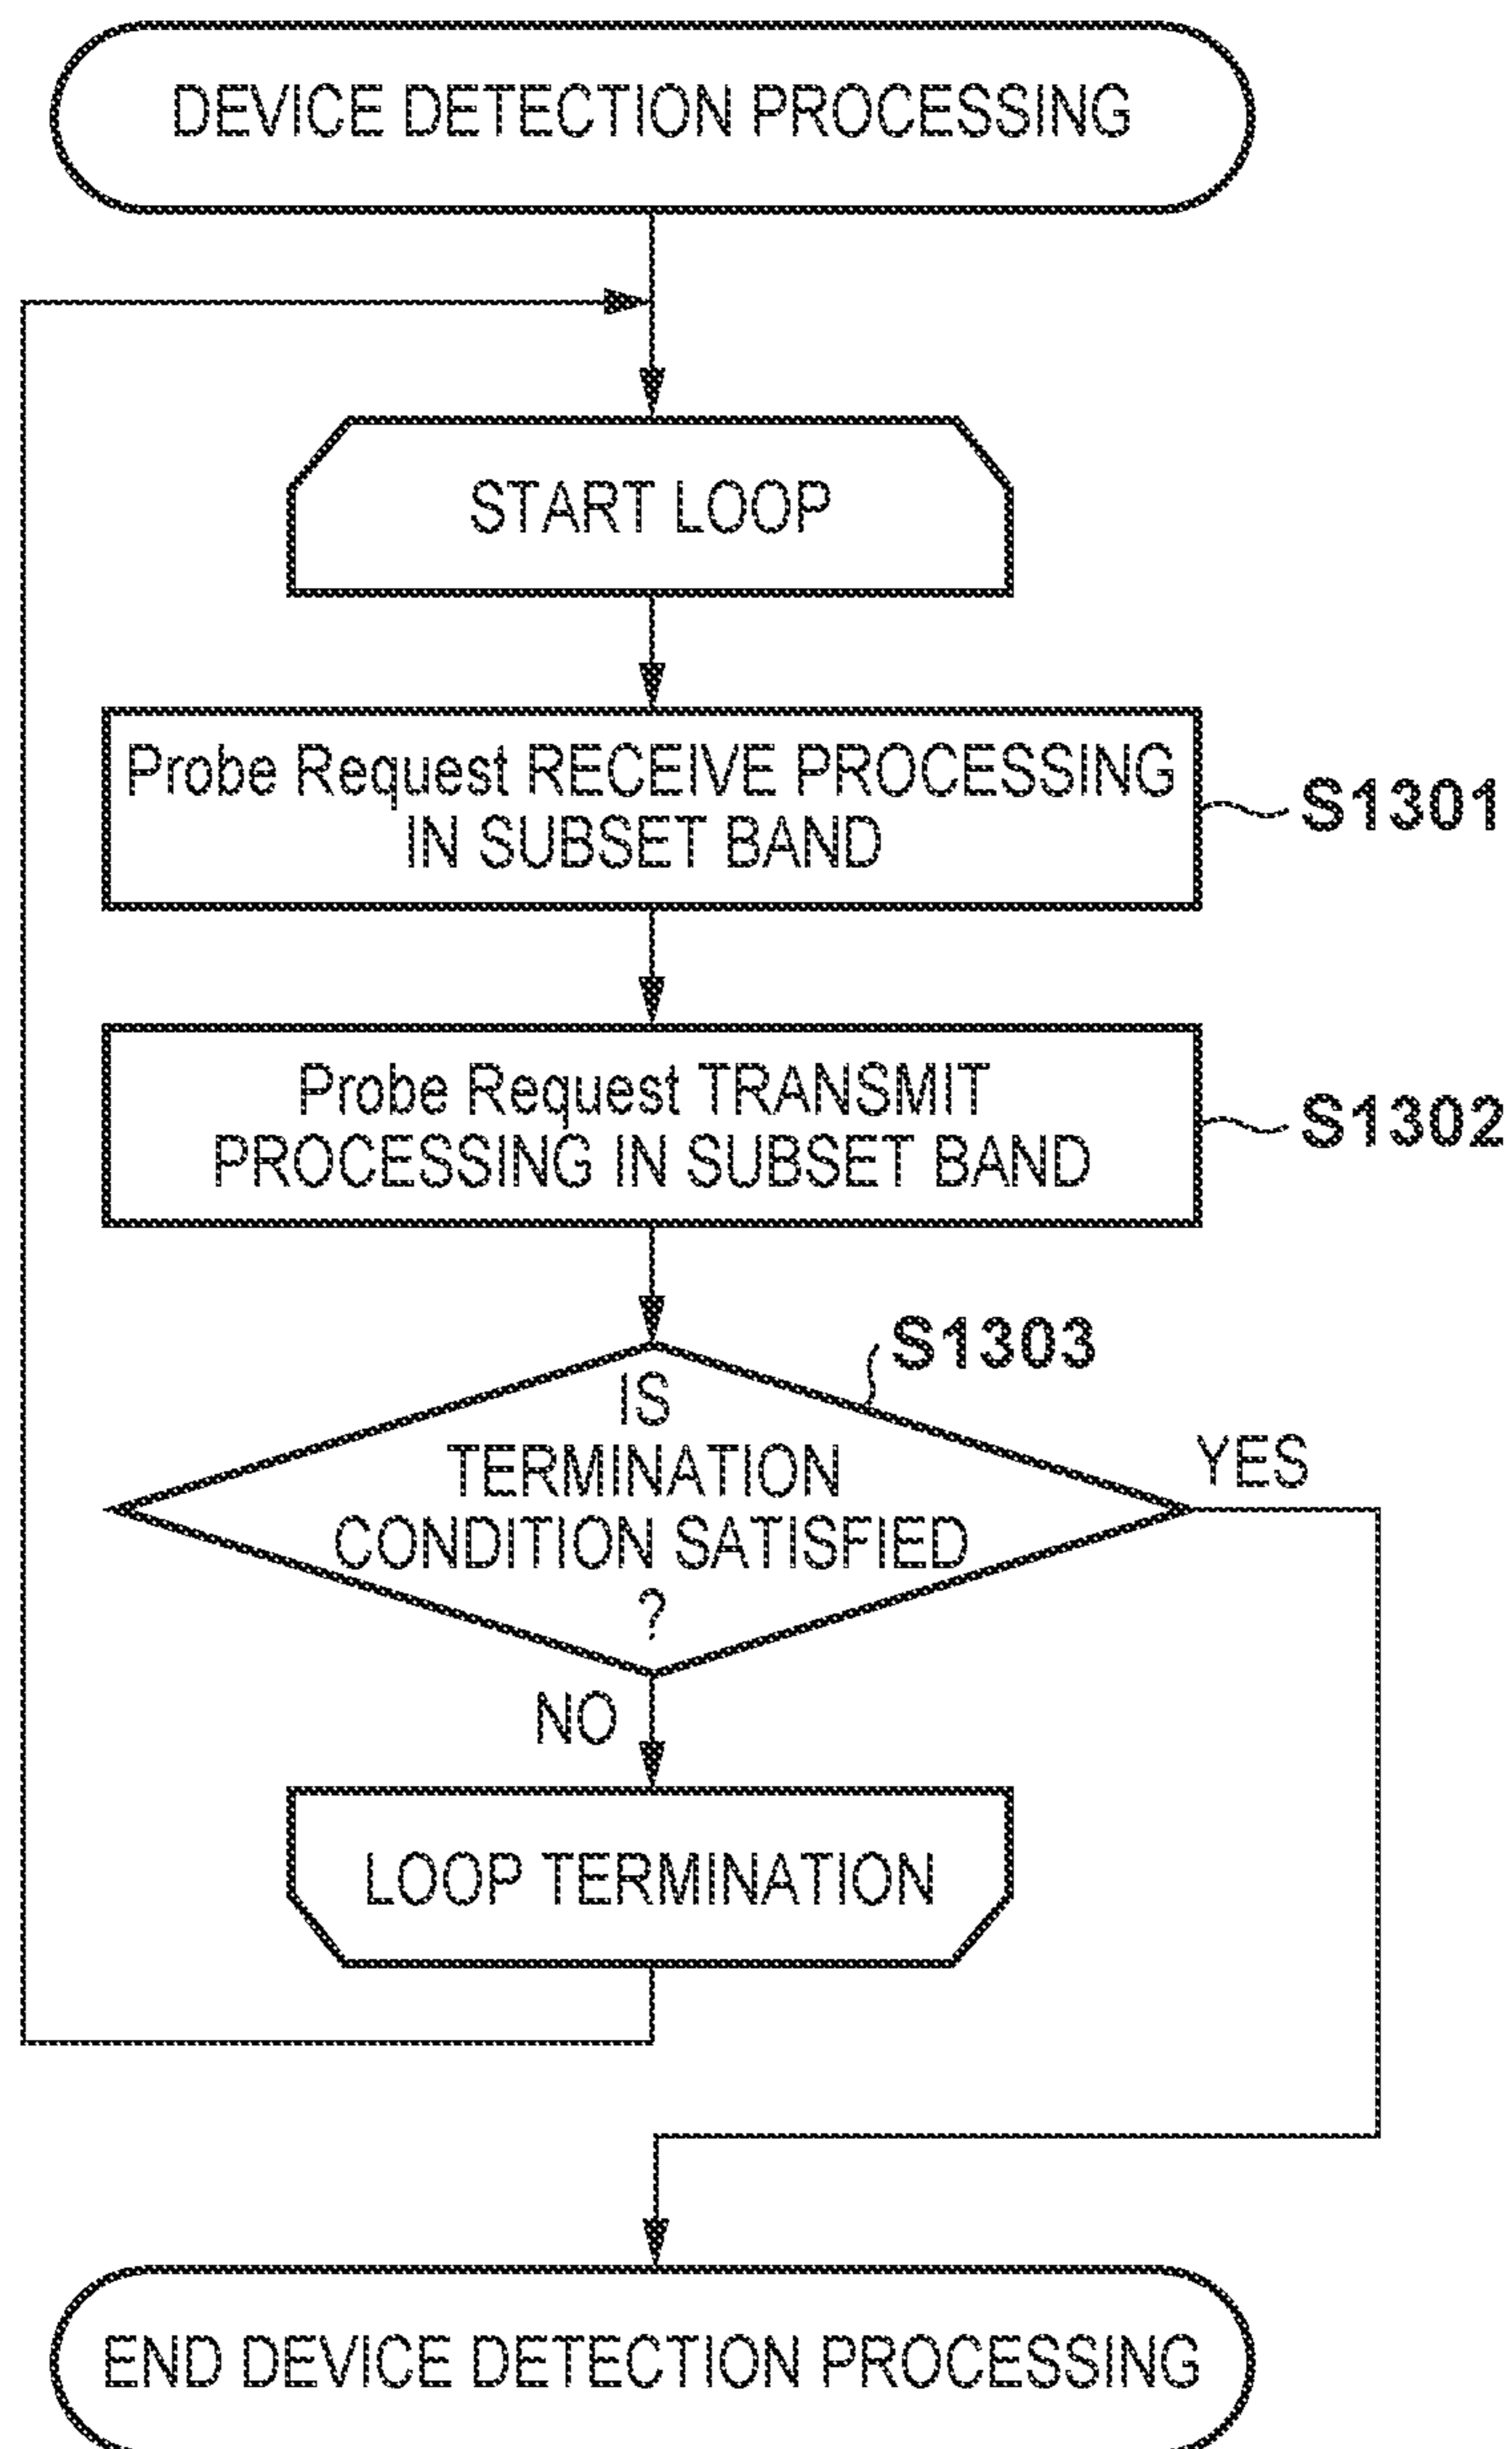 DEVICE DETECTION PROCESSING
START LOOP
Probe Request RECEIVE PROCESSING
IN SUBSET BAND
S1301
Probe Request TRANSMIT
PROCESSING IN SUBSET BAND
S1302
S1303
IS
TERMINATION
CONDITION SATISFIED
?
YES
NO
LOOP TERMINATION
END DEVICE DETECTION PROCESSING